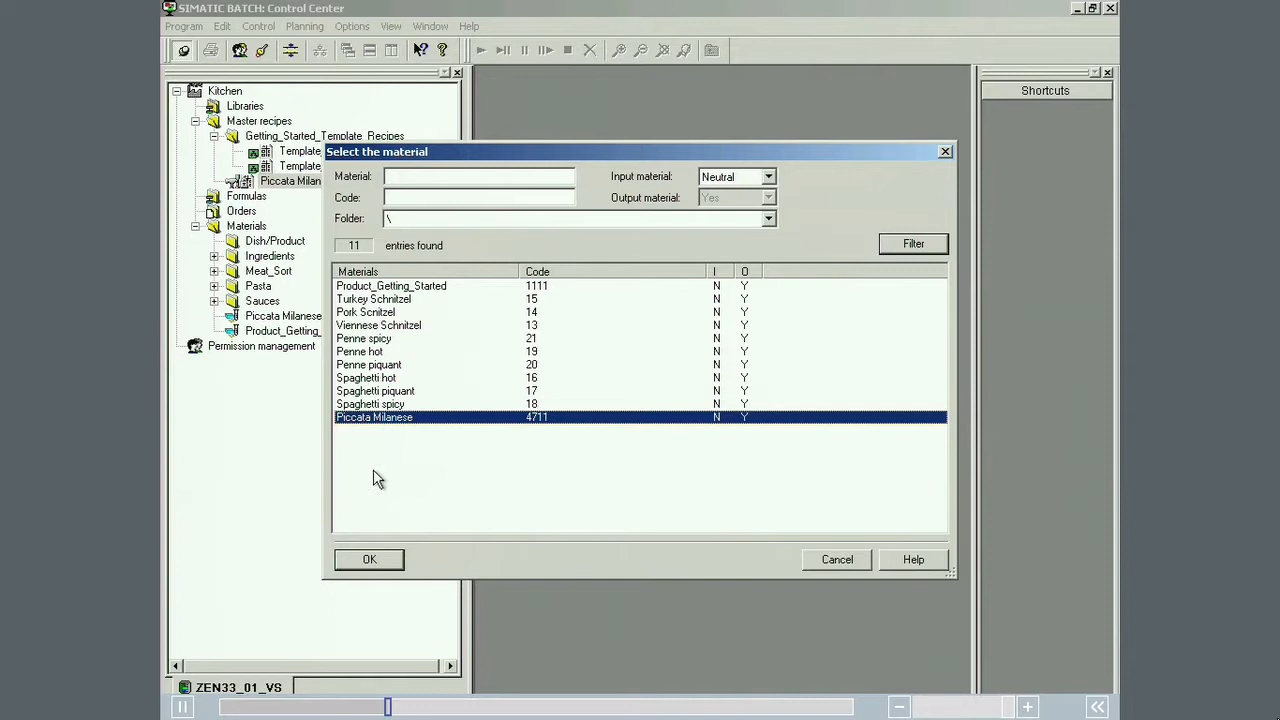 SIMATIC BATCH: Control Center
Program Edit Control Planning Options View Window Help
Kitchen
Libraries
Master recipes
Getting_Started_Template_Recipes
Template_
Template_
Piccata Milan
Formulas
Orders
Materials
Dish/Product
Ingredients
Meat_Sort
Pasta
Sauces
Piccata Milanese
Product_Getting_
Permission management
ZEN33_01_VS
Shortcuts
Select the material
Material:
Input material: Neutral
Code:
Output material: Yes
Folder: \
11 entries found
Filter
Materials Code I O
Product_Getting_Started 1111 N Y
Turkey Schnitzel 15 N Y
Pork Scnitzel 14 N Y
Viennese Schnitzel 13 N Y
Penne spicy 21 N Y
Penne hot 19 N Y
Penne piquant 20 N Y
Spaghetti hot 16 N Y
Spaghetti piquant 17 N Y
Spaghetti spicy 18 N Y
Piccata Milanese 4711 N Y
OK Cancel Help